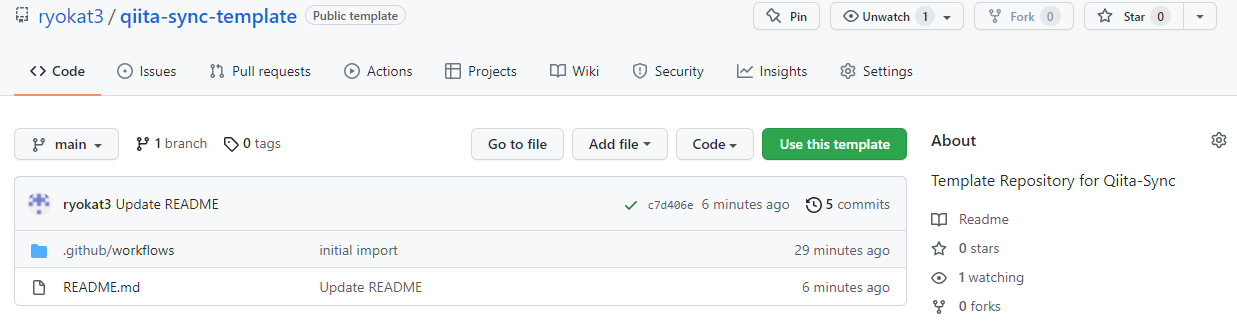 ryokat3 / qiita-sync-template Public template Pin Unwatch 1 Fork 0 Star 0
Code Issues Pull requests Actions Projects Wiki Security Insights Settings
main 1 branch 0 tags Go to file Add file Code Use this template
ryokat3 Update README c7d406e 6 minutes ago 5 commits
.github/workflows initial import 29 minutes ago
README.md Update README 6 minutes ago
About
Template Repository for Qiita-Sync
Readme
0 stars
1 watching
0 forks